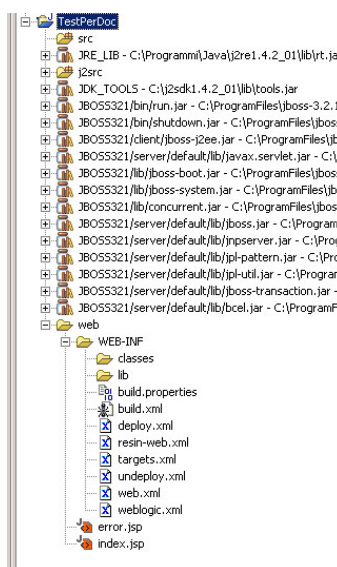 TestPerDoc
src
JRE_LIB - C:\Programmi\Java\j2re1.4.2_01\lib\rt.ja
j2src
JDK_TOOLS - C:\j2sdk1.4.2_01\lib\tools.jar
JBOSS321/bin/run.jar - C:\ProgramFiles\jboss-3.2.1
JBOSS321/bin/shutdown.jar - C:\ProgramFiles\jbos
JBOSS321/client/jboss-j2ee.jar - C:\ProgramFiles\jb
JBOSS321/server/default/lib/javax.servlet.jar - C:\
JBOSS321/lib/jboss-boot.jar - C:\ProgramFiles\jbos
JBOSS321/lib/jboss-system.jar - C:\ProgramFiles\jb
JBOSS321/lib/concurrent.jar - C:\ProgramFiles\jbos
JBOSS321/server/default/lib/jboss.jar - C:\Program
JBOSS321/server/default/lib/jnpserver.jar - C:\Prog
JBOSS321/server/default/lib/jpl-pattern.jar - C:\Pro
JBOSS321/server/default/lib/jpl-util.jar - C:\Program
JBOSS321/server/default/lib/jboss-transaction.jar -
JBOSS321/server/default/lib/bcel.jar - C:\ProgramF
web
WEB-INF
classes
lib
build.properties
build.xml
deploy.xml
resin-web.xml
targets.xml
undeploy.xml
web.xml
weblogic.xml
error.jsp
index.jsp